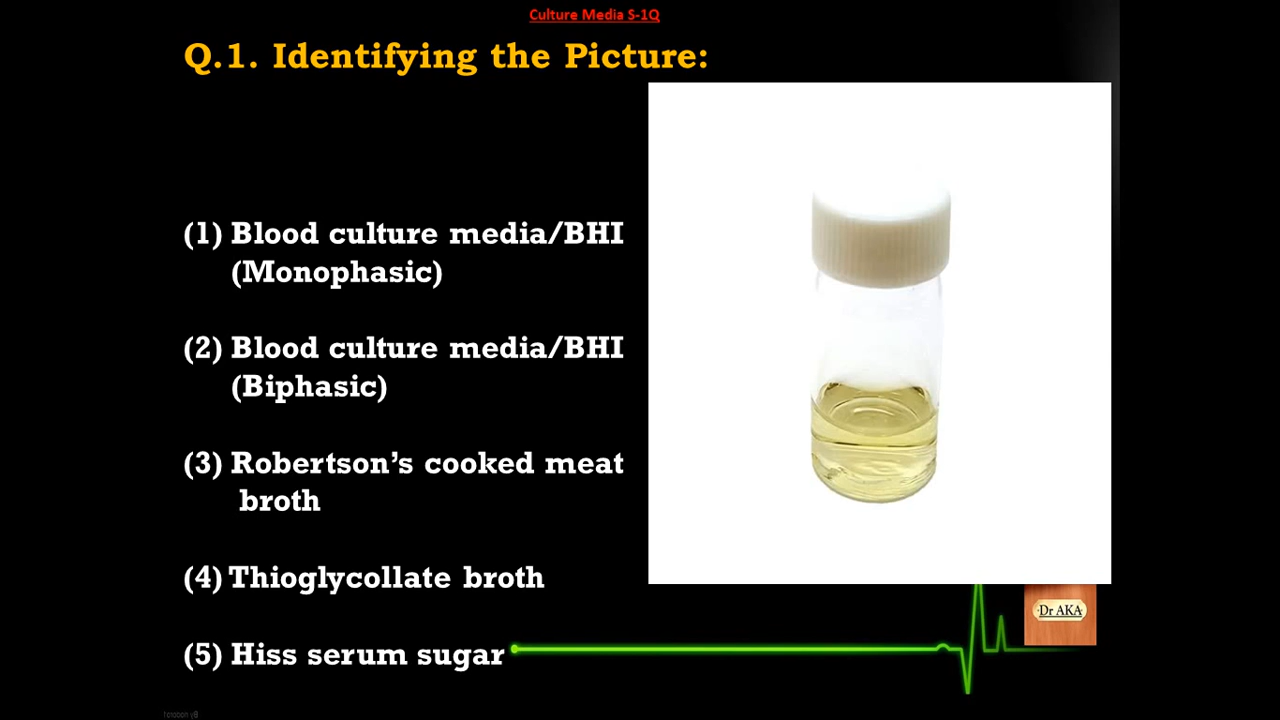 Culture Media S-1Q
Q.1. Identifying the Picture:
(1) Blood culture media/BHI
(Monophasic)
(2) Blood culture media/BHI
(Biphasic)
(3) Robertson’s cooked meat
broth
(4) Thioglycollate broth
(5) Hiss serum sugar
Dr AKA